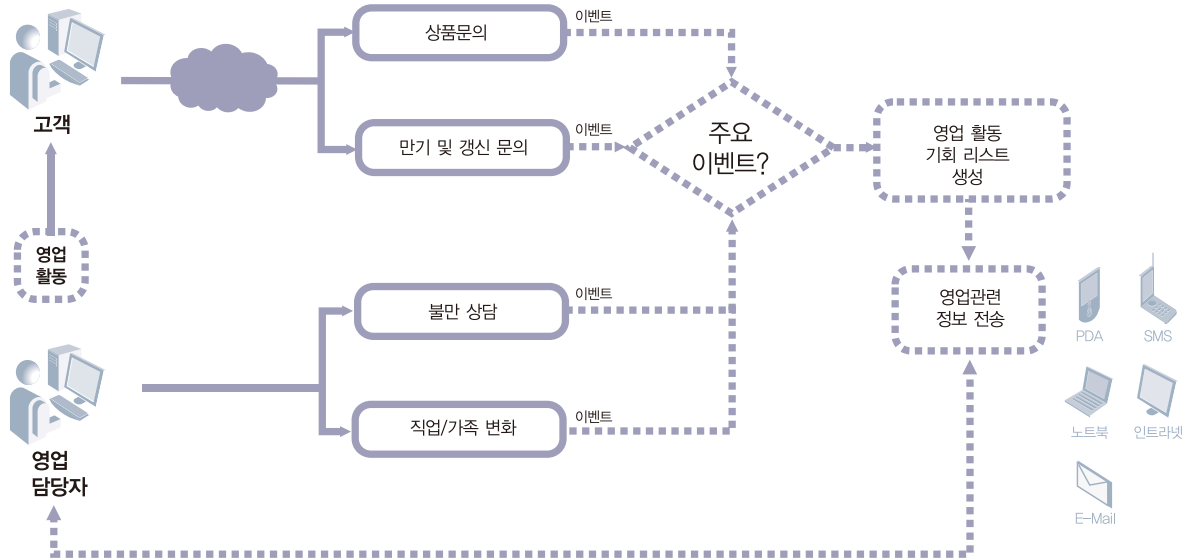 고객
영업
활동
영업
담당자
상품문의
이벤트
만기 및 갱신 문의
이벤트
불만 상담
이벤트
직업/가족 변화
이벤트
주요
이벤트?
영업 활동
기회 리스트
생성
영업관련
정보 전송
PDA
SMS
노트북
인트라넷
E-Mail